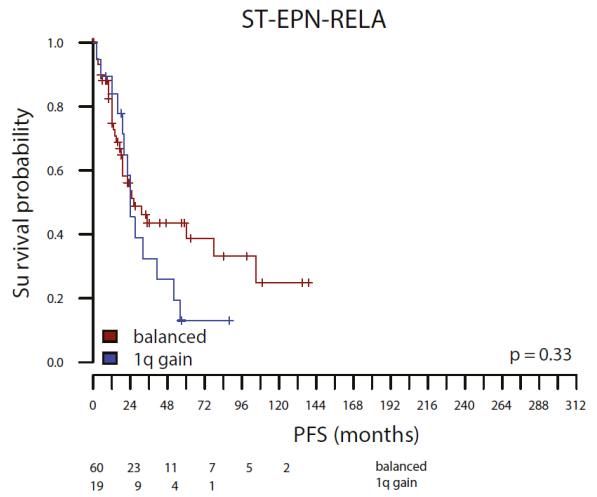 ST-EPN-RELA
Su rvival probability
1.0
0.8
0.6
0.4
0.2
0.0
balanced
1q gain
p = 0.33
0 24 48 72 96 120 144 168 192 216 240 264 288 312
PFS (months)
60 23 11 7 5 2 balanced
19 9 4 1 1q gain